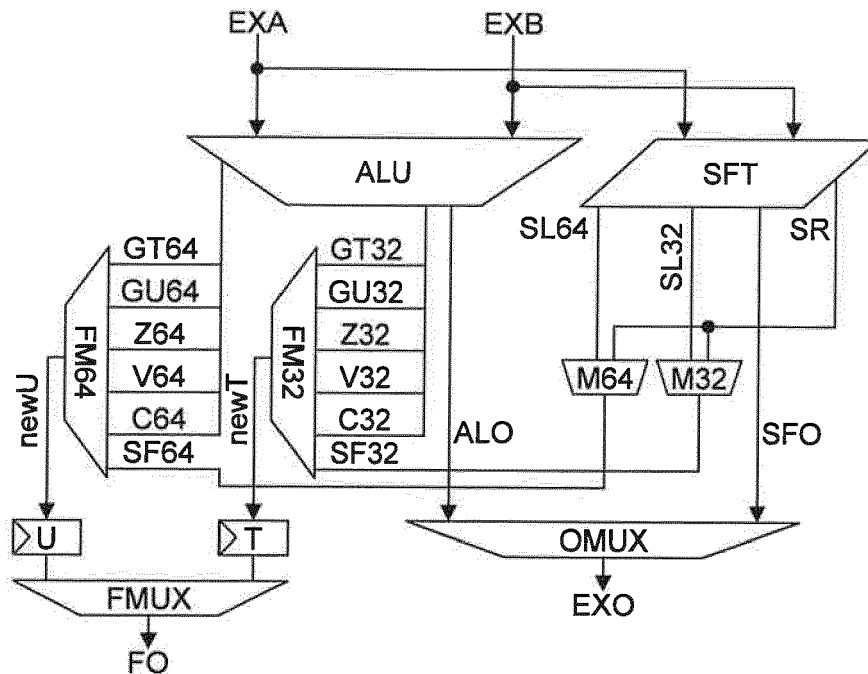 EXA EXB
ALU SFT
SL64 SL32 SR
GT64 GT32
GU64 GU32
Z64 Z32
V64 V32
C64 C32
SF64 SF32
FM64 FM32
M64 M32
newU newT
ALO SFO
U T
OMUX
FMUX
EXO
FO